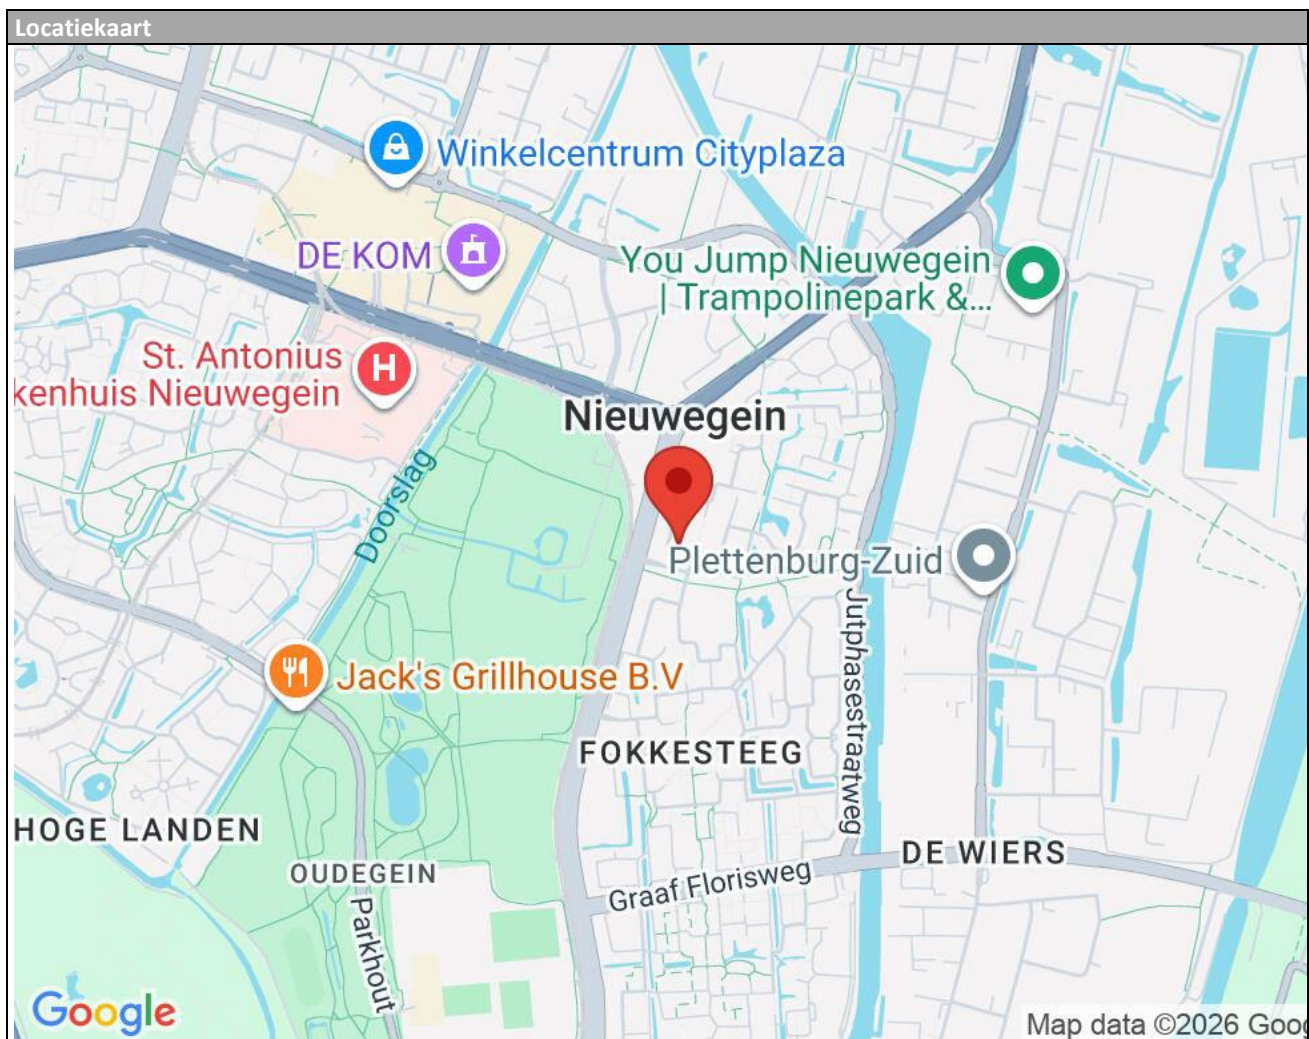 Locatiekaart
Winkelcentrum Cityplaza
DE KOM
You Jump Nieuwegein
| Trampolinepark &...
St. Antonius
kenhuis Nieuwegein
Nieuwegein
Doorslag
Plettenburg-Zuid
Jutphasestraatweg
Jack's Grillhouse B.V
FOKKESTEEG
HOGE LANDEN
DE WIERS
OUDEGEIN
Graaf Florisweg
Parkhout
Google
Map data ©2026 Goog